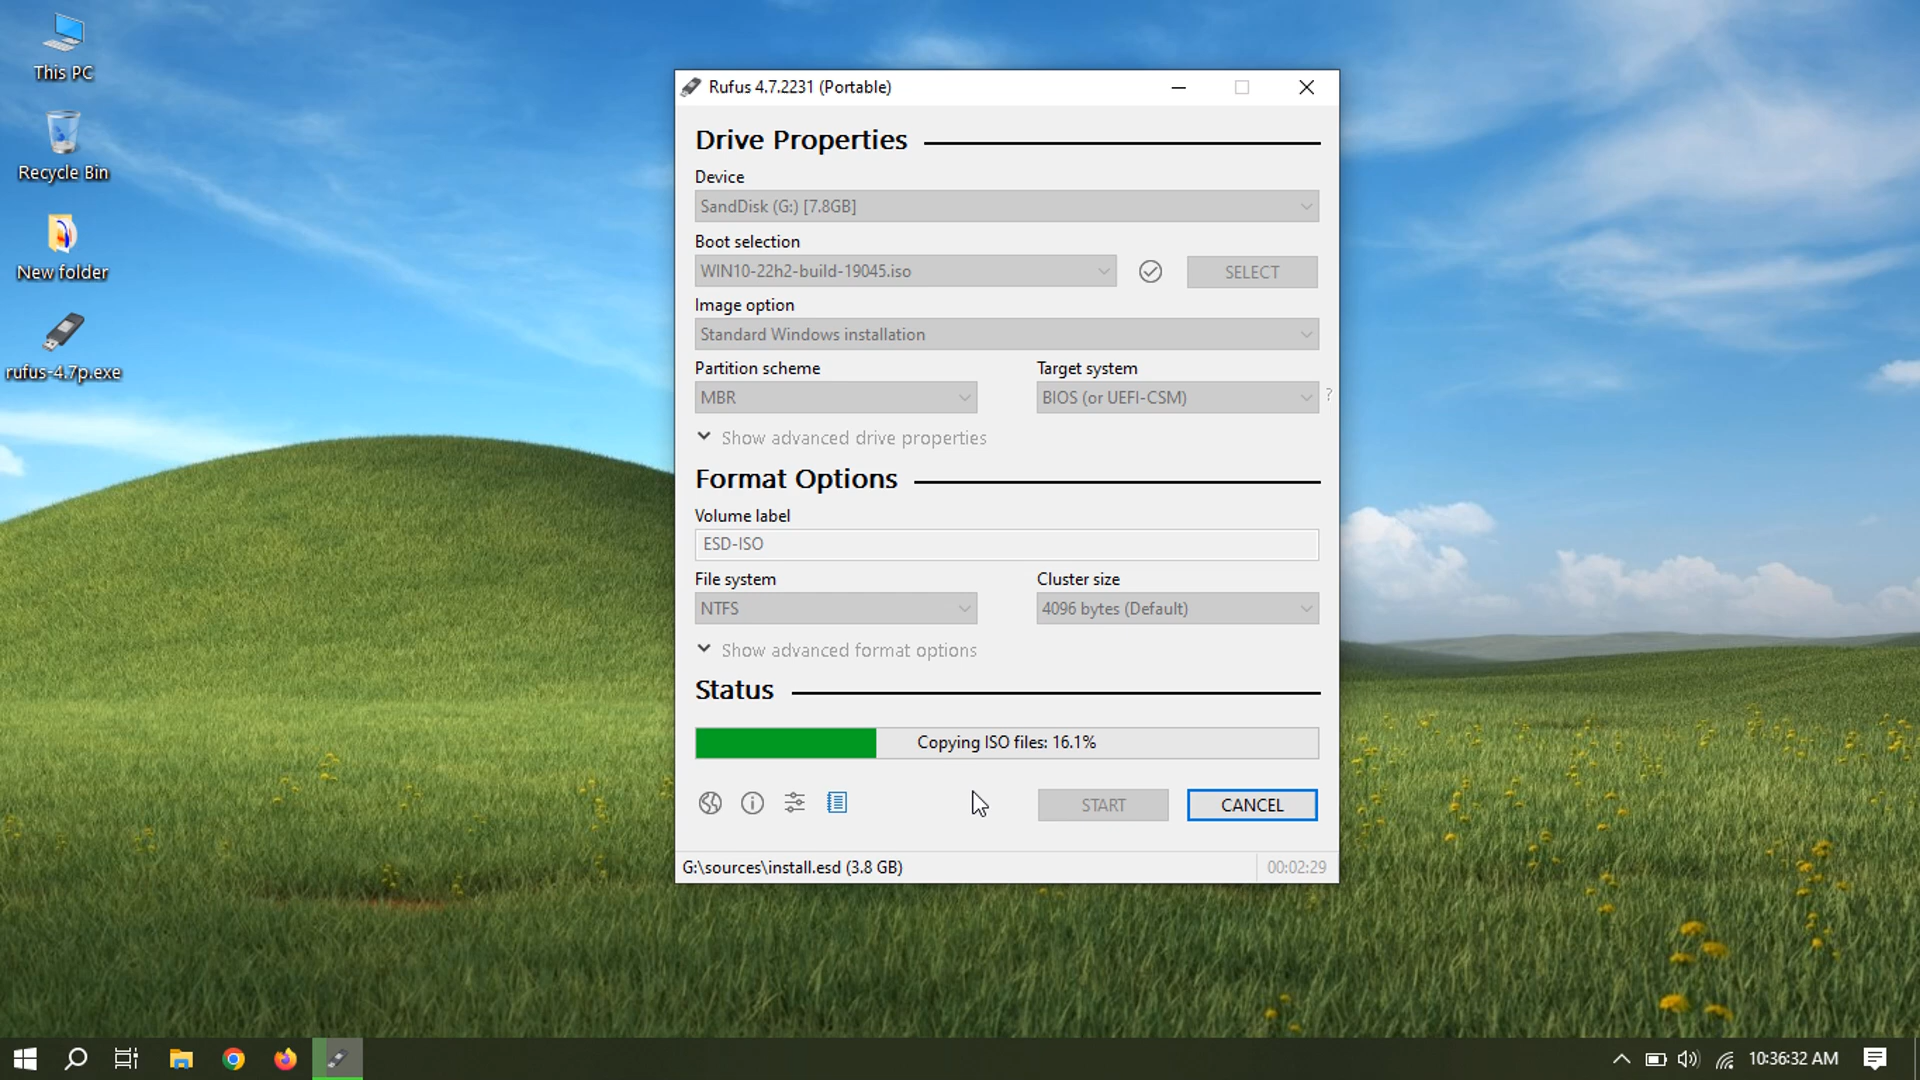 This PC
Recycle Bin
New folder
rufus-4.7p.exe
Rufus 4.7.2231 (Portable)
Drive Properties
Device
SandDisk (G:) [7.8GB]
Boot selection
WIN10-22h2-build-19045.iso
SELECT
Image option
Standard Windows installation
Partition scheme
Target system
MBR
BIOS (or UEFI-CSM)
?
Show advanced drive properties
Format Options
Volume label
ESD-ISO
File system
Cluster size
NTFS
4096 bytes (Default)
Show advanced format options
Status
Copying ISO files: 16.1%
START
CANCEL
G:\sources\install.esd (3.8 GB)
00:02:29
10:36:32 AM